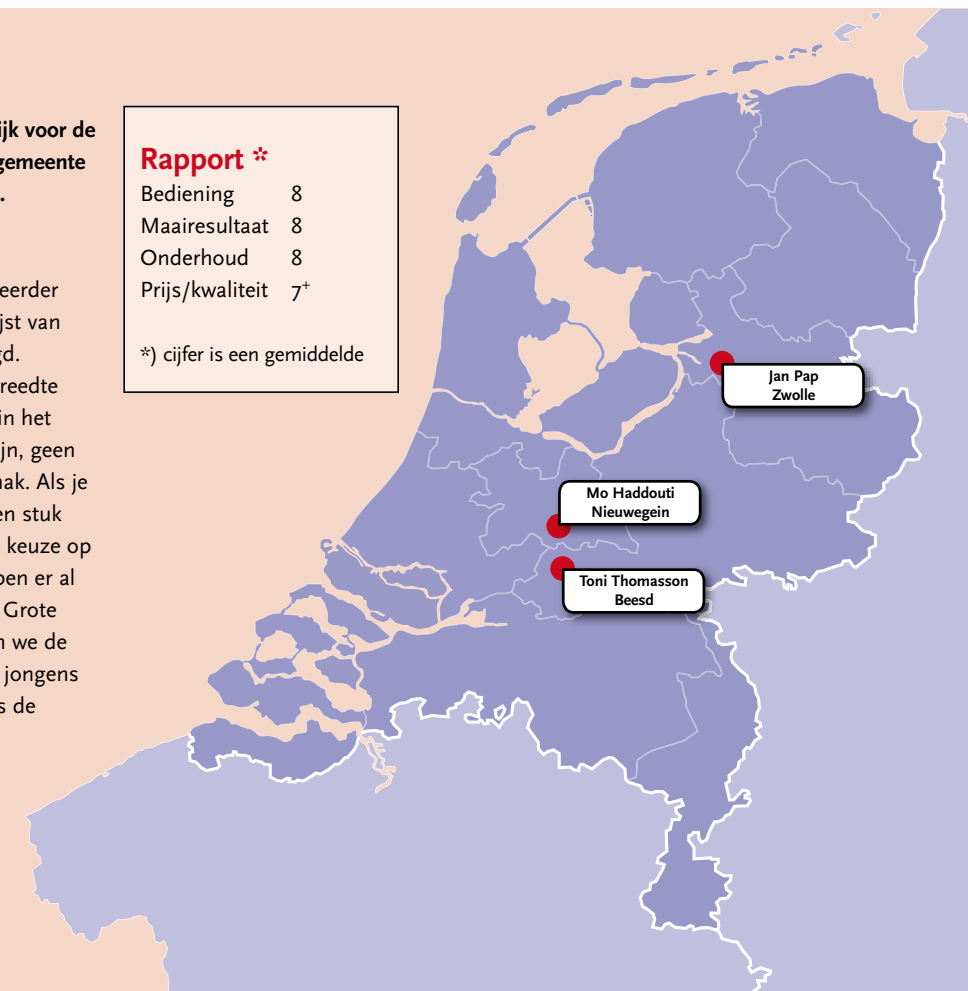 ijk voor de
gemeente
.
eerder
ijst van
gd.
reedte
in het
ijn, geen
ak. Als je
en stuk
keuze op
pen er al
Grote
n we de
jongens
s de
Rapport *
Bediening 8
Maairesultaat 8
Onderhoud 8
Prijs/kwaliteit 7+
*) cijfer is een gemiddelde
Jan Pap
Zwolle
Mo Haddouti
Nieuwegein
Toni Thomasson
Beesd